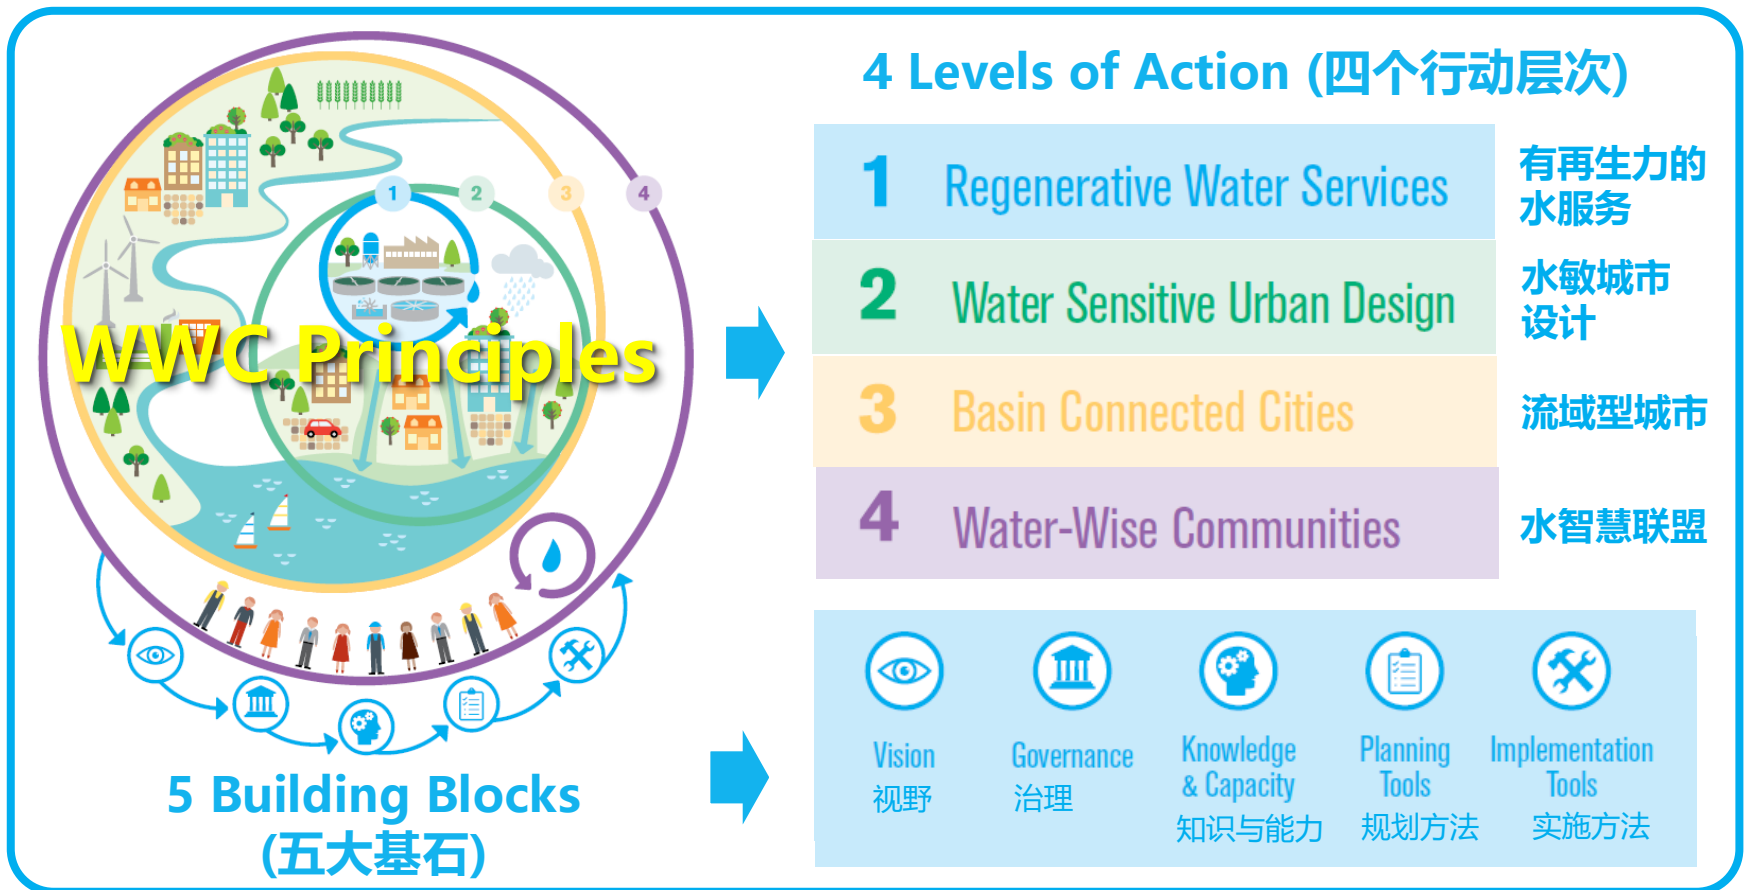 4 Levels of Action (四个行动层次)
1
2
3
4
WWC Principles
1 Regenerative Water Services
有再生力的
水服务
2 Water Sensitive Urban Design
水敏城市
设计
3 Basin Connected Cities
流域型城市
4 Water-Wise Communities
水智慧联盟
5 Building Blocks
(五大基石)
Vision
视野
Governance
治理
Knowledge
& Capacity
知识与能力
Planning
Tools
规划方法
Implementation
Tools
实施方法